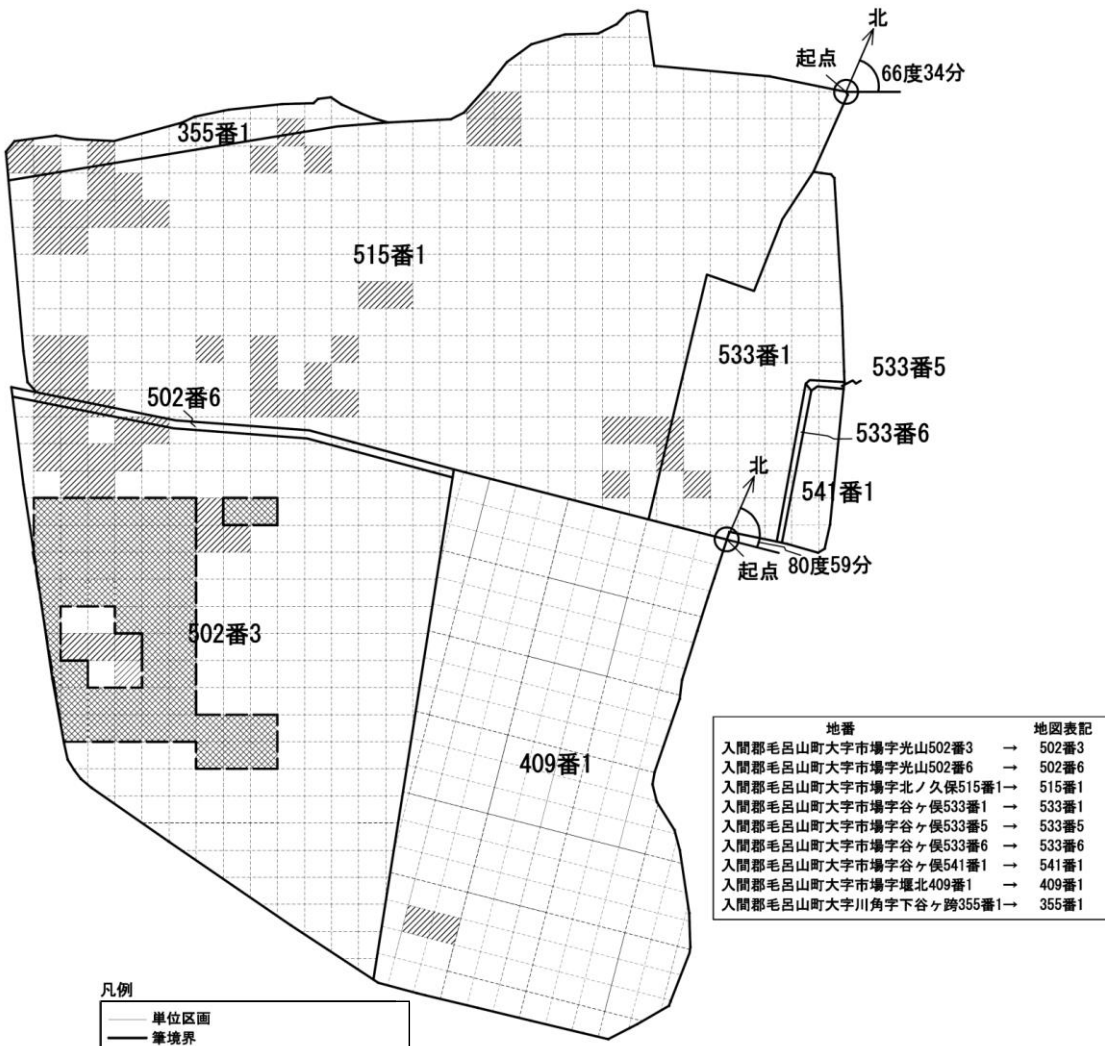 北
起点
66度34分
355番1
515番1
533番1
533番5
502番6
533番6
北
541番1
起点
80度59分
502番3
409番1
地番 地図表記
入間郡毛呂山町大字市場字光山502番3 → 502番3
入間郡毛呂山町大字市場字光山502番6 → 502番6
入間郡毛呂山町大字市場字北ノ久保515番1→ 515番1
入間郡毛呂山町大字市場字谷ヶ俣533番1 → 533番1
入間郡毛呂山町大字市場字谷ヶ俣533番5 → 533番5
入間郡毛呂山町大字市場字谷ヶ俣533番6 → 533番6
入間郡毛呂山町大字市場字谷ヶ俣541番1 → 541番1
入間郡毛呂山町大字市場字堰北409番1 → 409番1
入間郡毛呂山町大字川角字下谷ヶ跨355番1→ 355番1
凡例
単位区画
筆境界